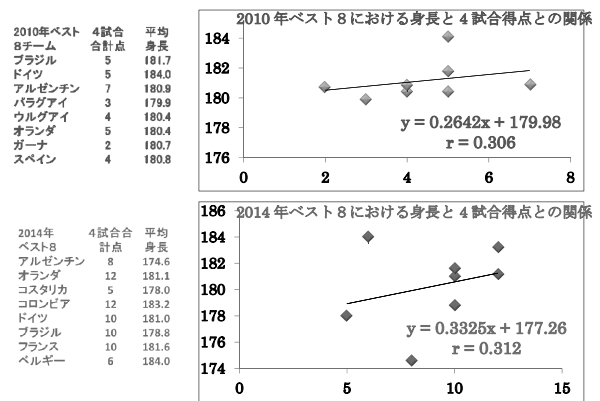 2010年ベスト 4試合 平均
8チーム 合計点 身長
ブラジル 5 181.7
ドイツ 5 184.0
アルゼンチン 7 180.9
パラグアイ 3 179.9
ウルグアイ 4 180.4
オランダ 5 180.4
ガーナ 2 180.7
スペイン 4 180.8
2010年ベスト8における身長と4試合得点との関係
184
182
180
178
176
y = 0.2642x + 179.98
r = 0.306
0 2 4 6 8
2014年 4試合合 平均
ベスト8 計点 身長
アルゼンチン 8 174.6
オランダ 12 181.1
コスタリカ 5 178.0
コロンビア 12 183.2
ドイツ 10 181.0
ブラジル 10 178.8
フランス 10 181.6
ベルギー 6 184.0
2014年ベスト8における身長と4試合得点との関係
186
184
182
180
178
176
174
y = 0.3325x + 177.26
r = 0.312
0 5 10 15